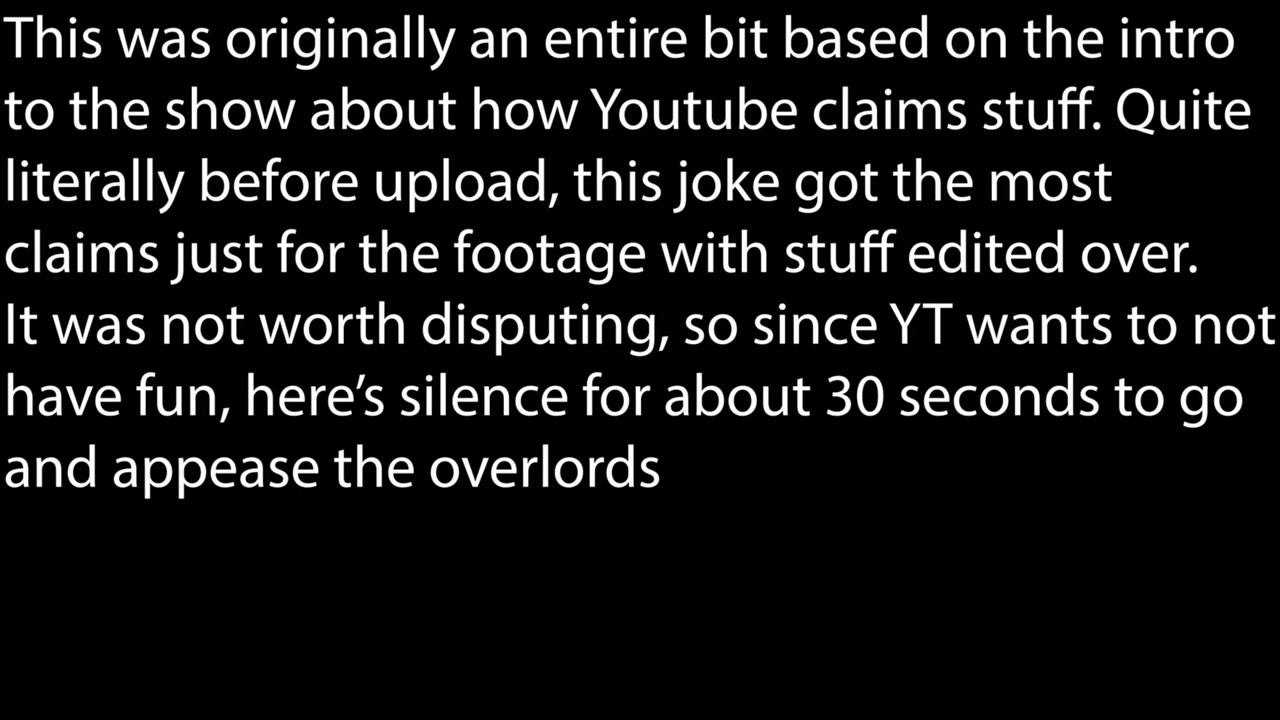 This was originally an entire bit based on the intro
to the show about how Youtube claims stuff. Quite
literally before upload, this joke got the most
claims just for the footage with stuff edited over.
It was not worth disputing, so since YT wants to not
have fun, here’s silence for about 30 seconds to go
and appease the overlords